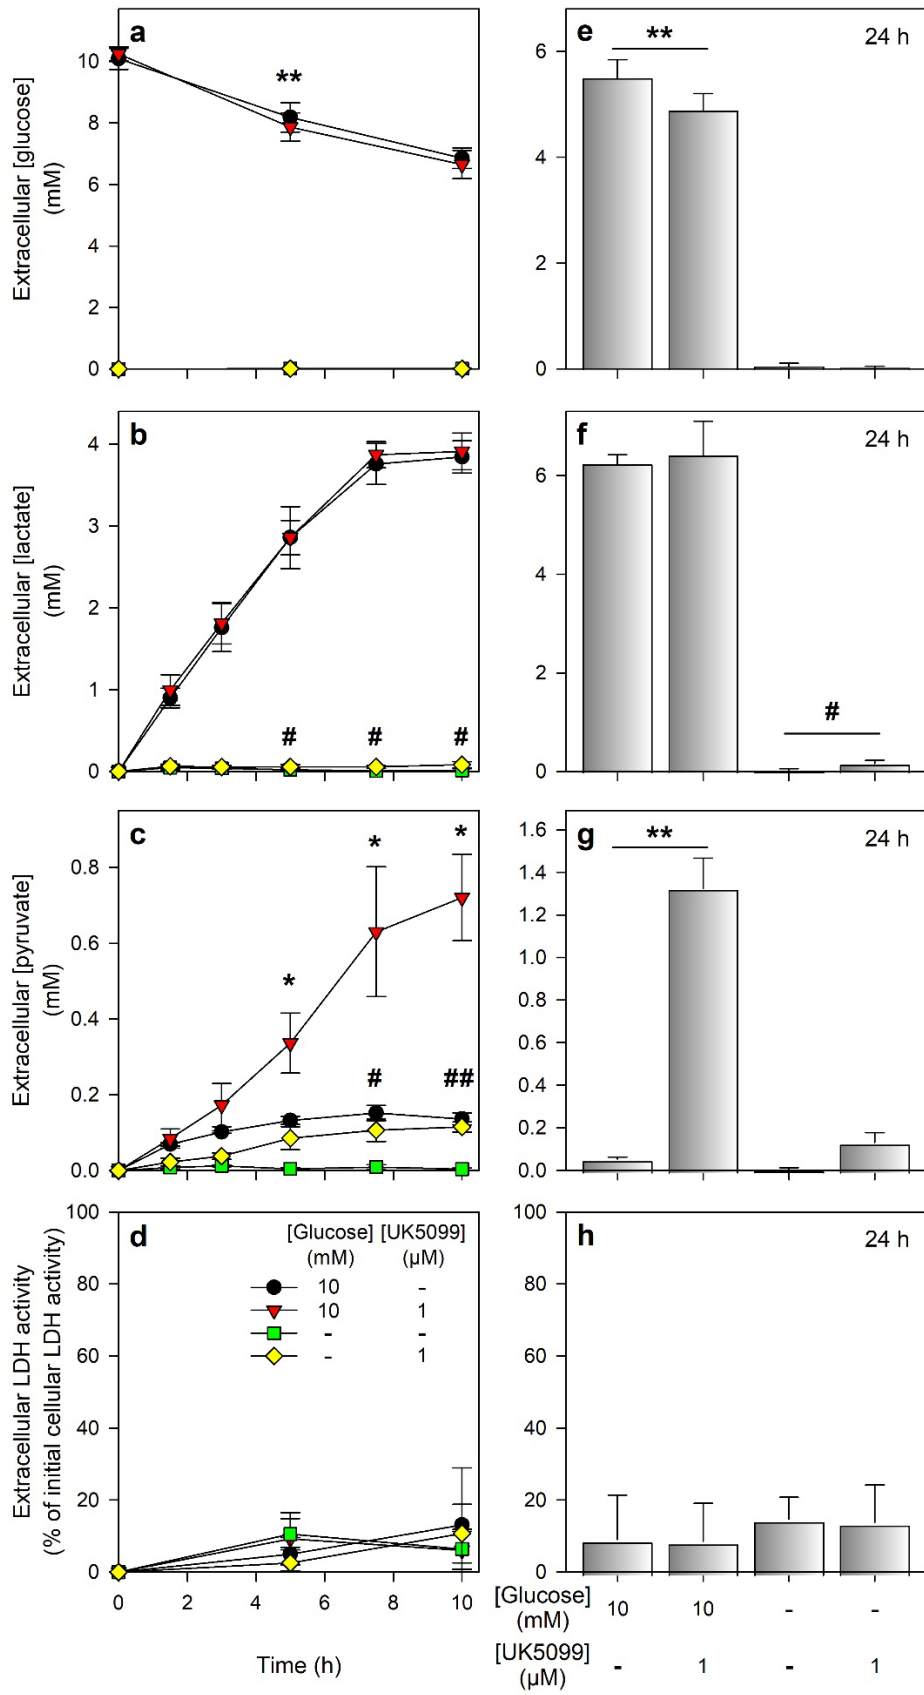 a
Extracellular [glucose]
(mM)
10
8
6
4
2
0
**
e
24 h
**
6
4
2
0
b
Extracellular [lactate]
(mM)
4
3
2
1
0
# # #
f
24 h
6
4
2
0
#
c
Extracellular [pyruvate]
(mM)
0.8
0.6
0.4
0.2
0.0
* * *
# ##
g
24 h
**
1.6
1.4
1.2
1.0
0.8
0.6
0.4
0.2
0.0
d
Extracellular LDH activity
(% of initial cellular LDH activity)
100
80
60
40
20
0
[Glucose] [UK5099]
(mM) (μM)
10 -
10 1
- -
- 1
0 2 4 6 8 10
Time (h)
h
24 h
100
80
60
40
20
0
[Glucose]
(mM)
10 10 - -
[UK5099]
(μM)
- 1 - 1